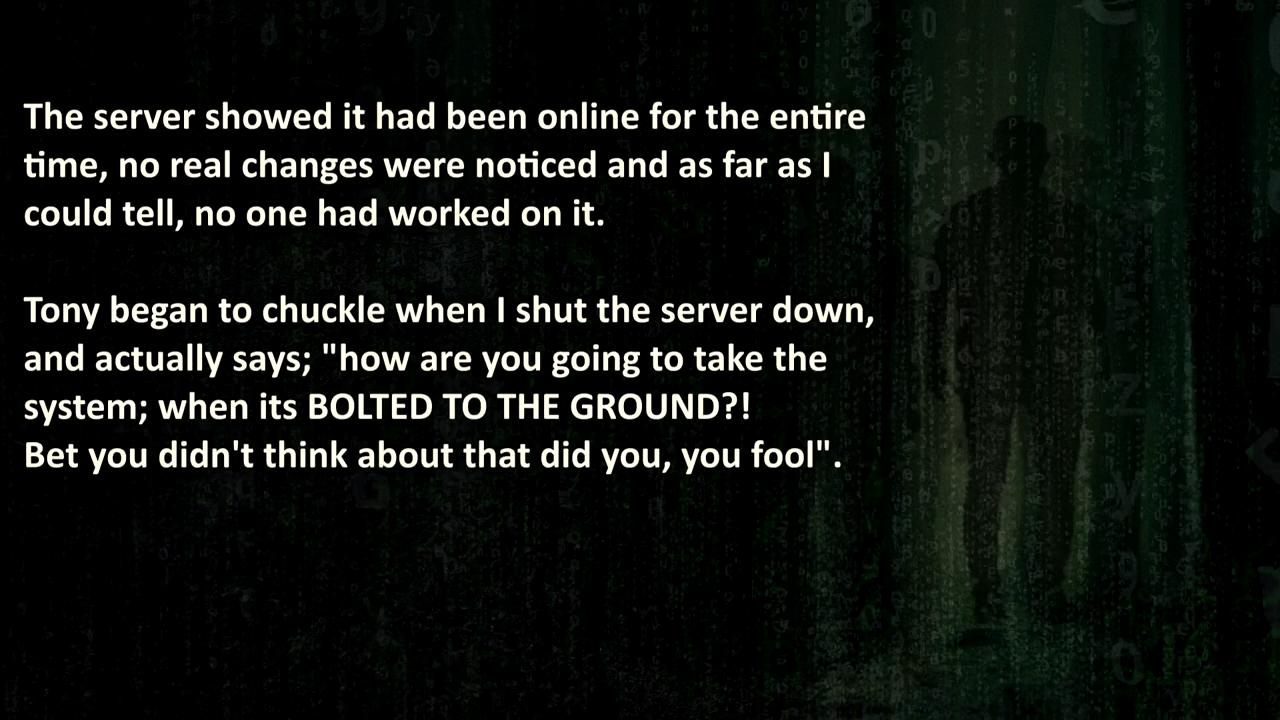 The server showed it had been online for the entire
time, no real changes were noticed and as far as I
could tell, no one had worked on it.
Tony began to chuckle when I shut the server down,
and actually says; "how are you going to take the
system; when its BOLTED TO THE GROUND?!
Bet you didn't think about that did you, you fool".